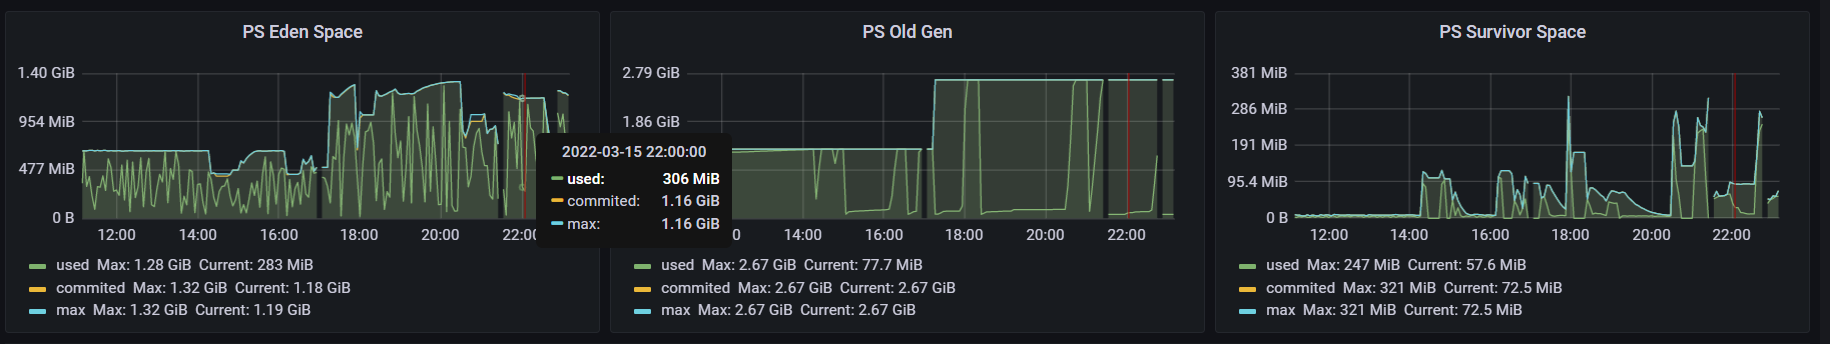 PS Eden Space
1.40 GiB
954 MiB
477 MiB
0 B
12:00 14:00 16:00 18:00 20:00 22:0
used Max: 1.28 GiB Current: 283 MiB
commited Max: 1.32 GiB Current: 1.18 GiB
max Max: 1.32 GiB Current: 1.19 GiB
2022-03-15 22:00:00
used: 306 MiB
commited: 1.16 GiB
max: 1.16 GiB
PS Old Gen
2.79 GiB
1.86 GiB
0 14:00 16:00 18:00 20:00 22:00
used Max: 2.67 GiB Current: 77.7 MiB
commited Max: 2.67 GiB Current: 2.67 GiB
max Max: 2.67 GiB Current: 2.67 GiB
PS Survivor Space
381 MiB
286 MiB
191 MiB
95.4 MiB
0 B
12:00 14:00 16:00 18:00 20:00 22:00
used Max: 247 MiB Current: 57.6 MiB
commited Max: 321 MiB Current: 72.5 MiB
max Max: 321 MiB Current: 72.5 MiB